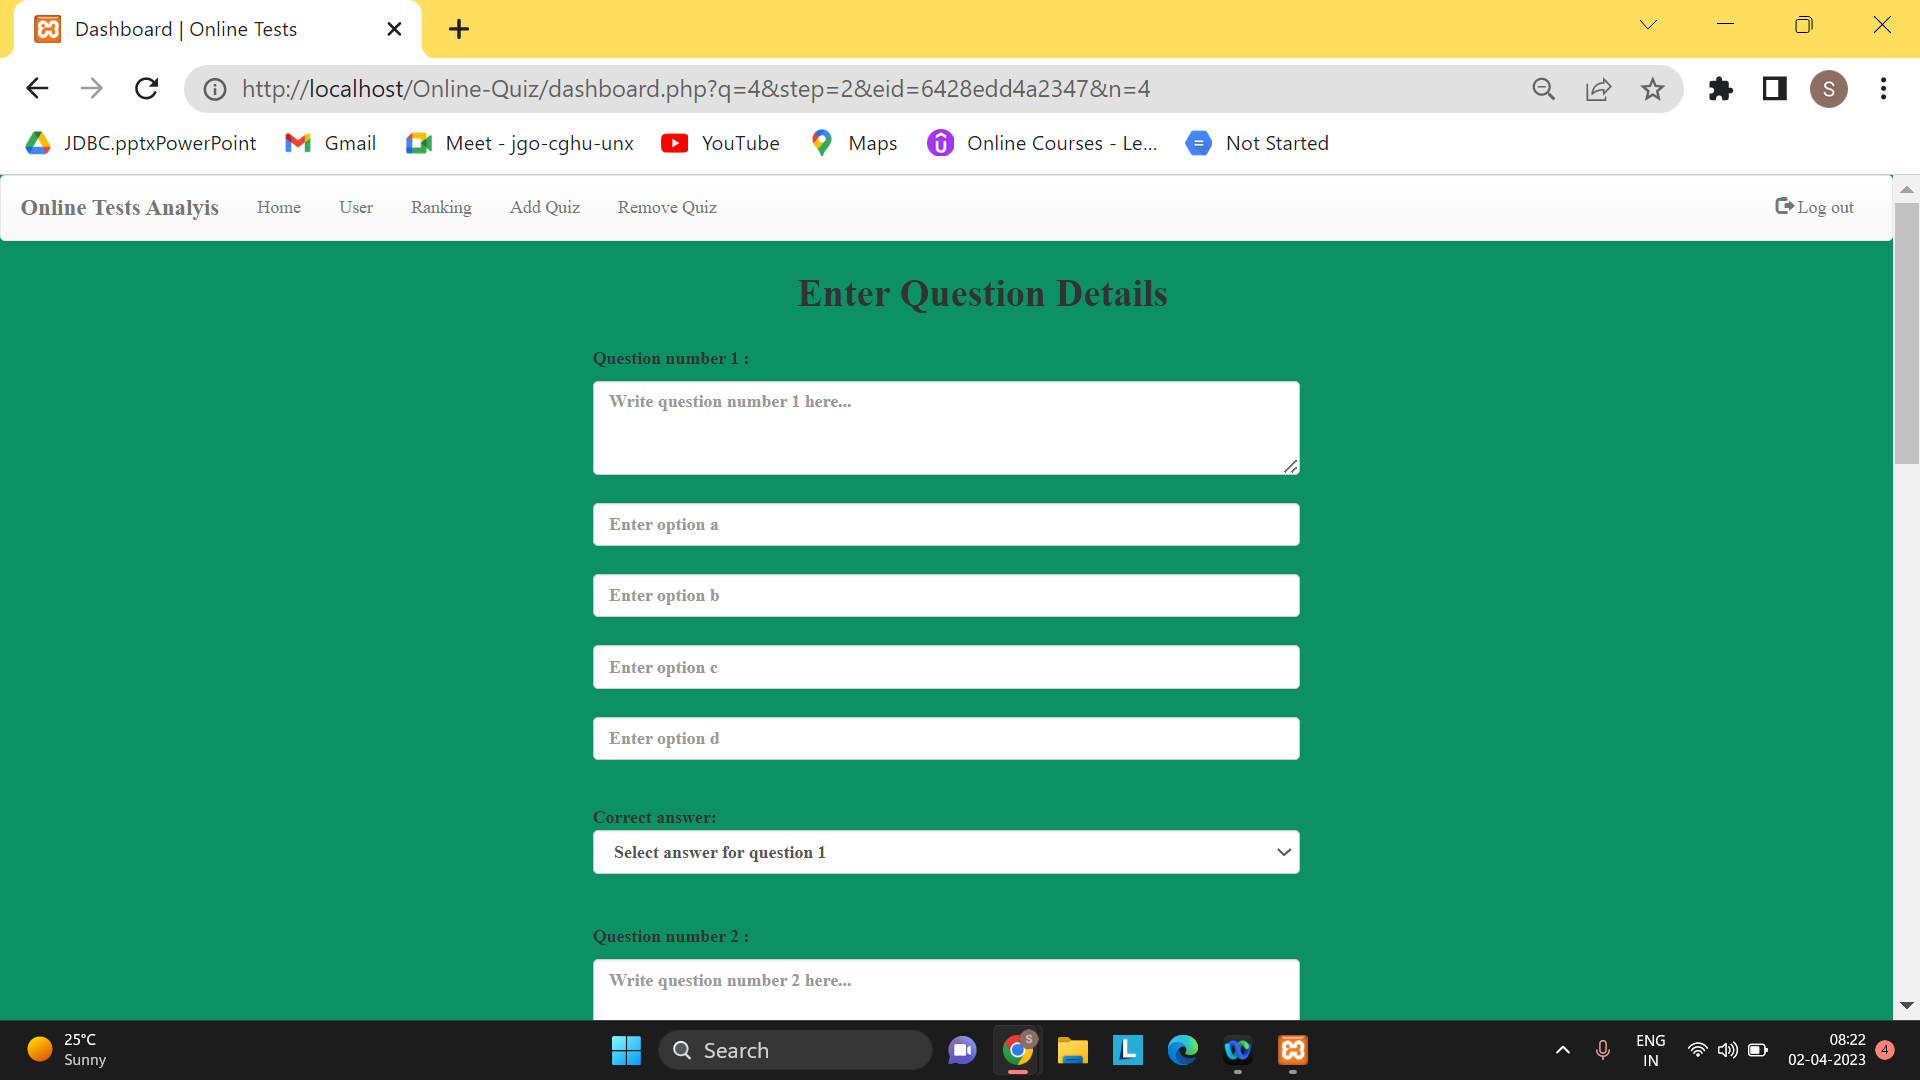 Dashboard | Online Tests
http://localhost/Online-Quiz/dashboard.php?q=4&step=2&eid=6428edd4a2347&n=4
S
JDBC.pptxPowerPoint Gmail Meet - jgo-cghu-unx YouTube Maps Online Courses - Le... Not Started
Online Tests Analyis Home User Ranking Add Quiz Remove Quiz Log out
Enter Question Details
Question number 1 :
Write question number 1 here...
Enter option a
Enter option b
Enter option c
Enter option d
Correct answer:
Select answer for question 1
Question number 2 :
Write question number 2 here...
25°C
Sunny
Search
S
L
ENG
IN
08:22
02-04-2023
4